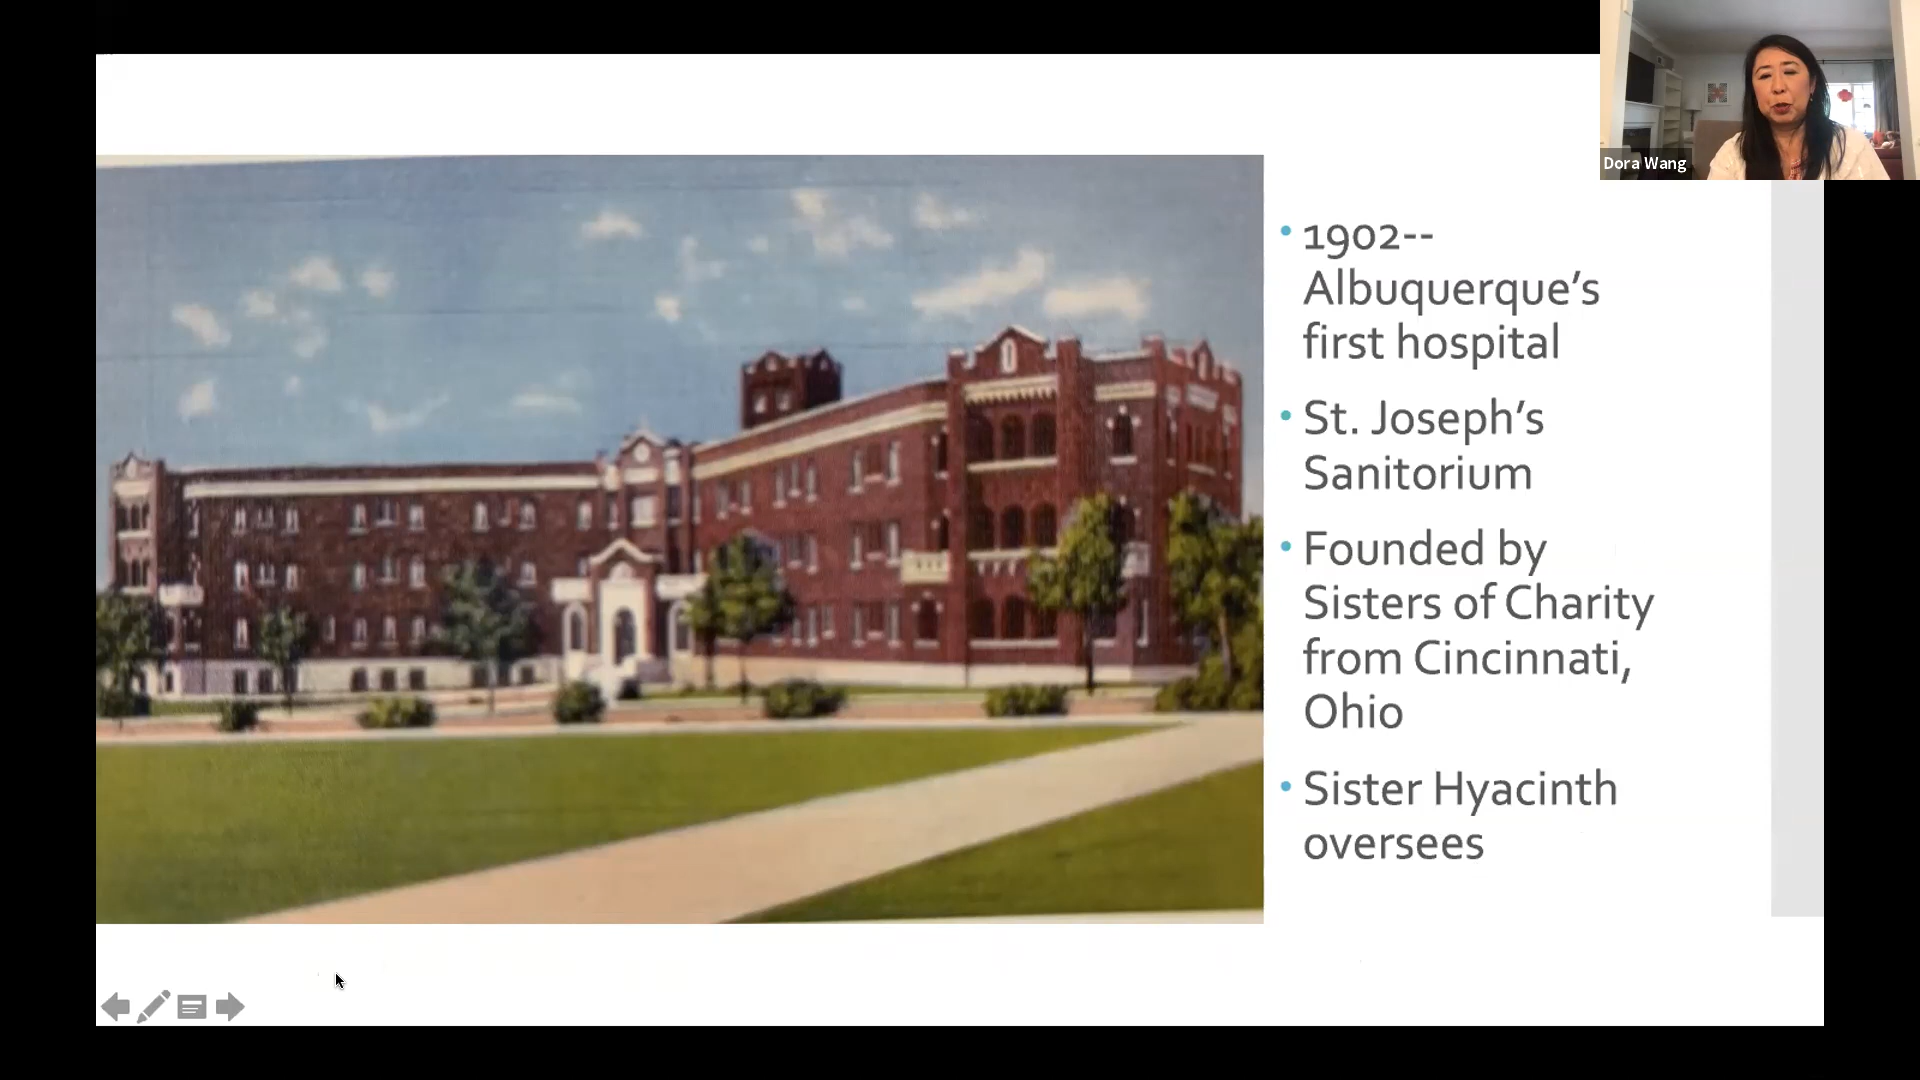 Dora Wang
• 1902--
Albuquerque’s
first hospital
• St. Joseph’s
Sanitorium
• Founded by
Sisters of Charity
from Cincinnati,
Ohio
• Sister Hyacinth
oversees